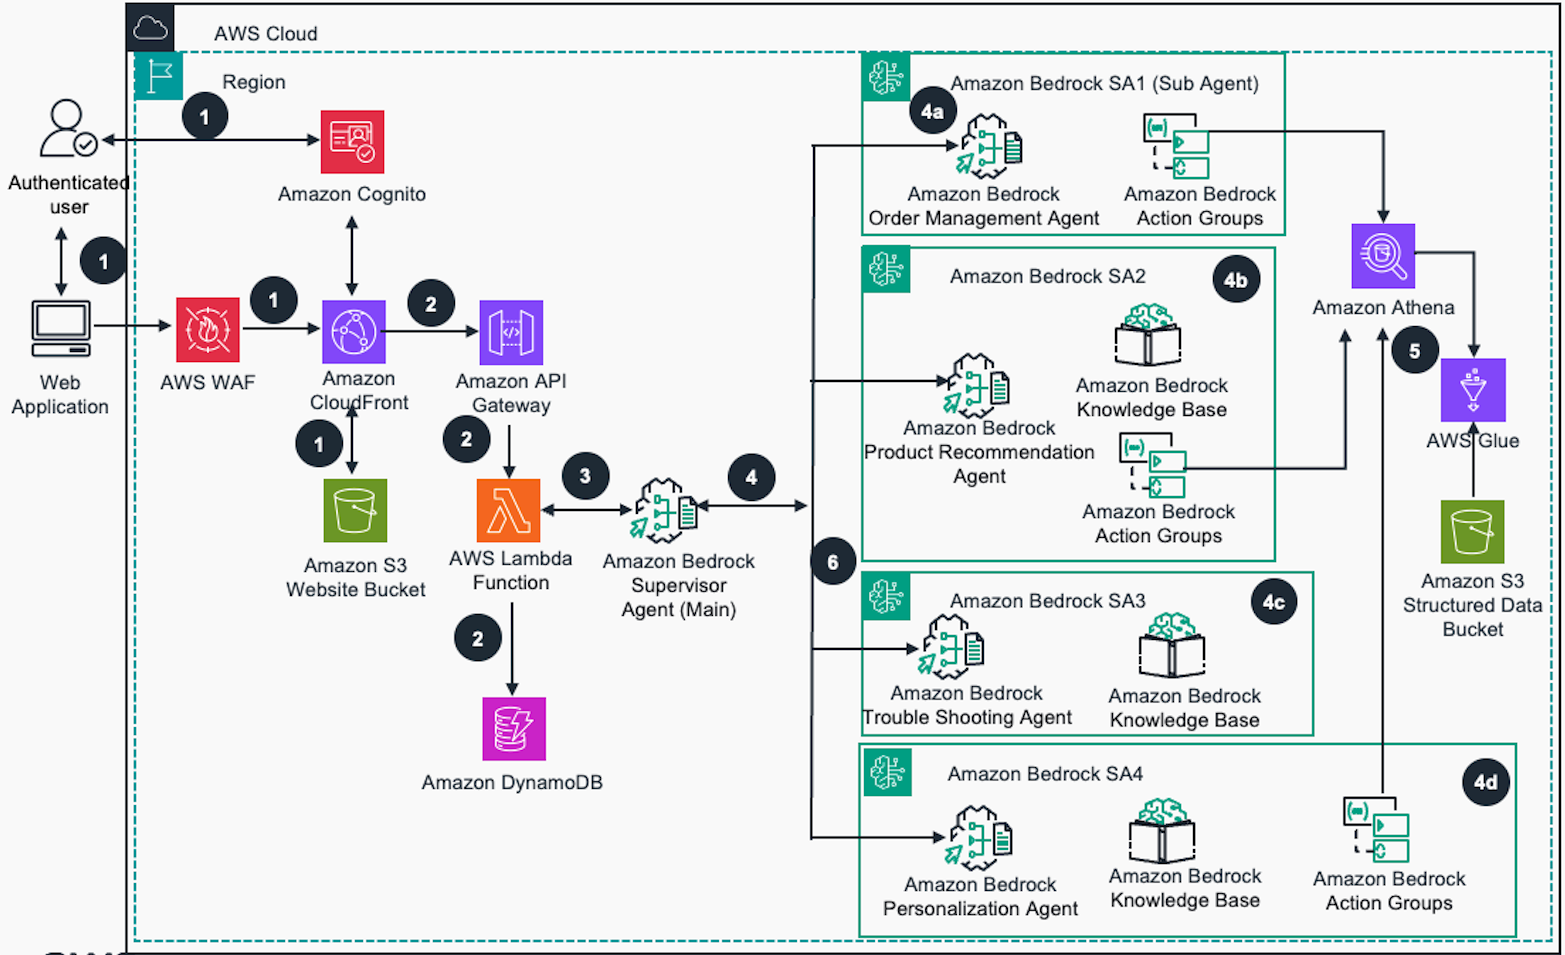 AWS Cloud
Region
1
Authenticated
user
Amazon Cognito
1
1
2
Web
Application
AWS WAF
Amazon
CloudFront
Amazon API
Gateway
1
2
Amazon S3
Website Bucket
AWS Lambda
Function
3
Amazon Bedrock
Supervisor
Agent (Main)
4
2
Amazon DynamoDB
6
Amazon Bedrock SA1 (Sub Agent)
4a
Amazon Bedrock
Order Management Agent
Amazon Bedrock
Action Groups
Amazon Bedrock SA2
4b
Amazon Bedrock
Knowledge Base
Amazon Bedrock
Product Recommendation
Agent
Amazon Bedrock
Action Groups
Amazon Bedrock SA3
4c
Amazon Bedrock
Trouble Shooting Agent
Amazon Bedrock
Knowledge Base
Amazon Bedrock SA4
4d
Amazon Bedrock
Personalization Agent
Amazon Bedrock
Knowledge Base
Amazon Bedrock
Action Groups
Amazon Athena
5
AWS Glue
Amazon S3
Structured Data
Bucket